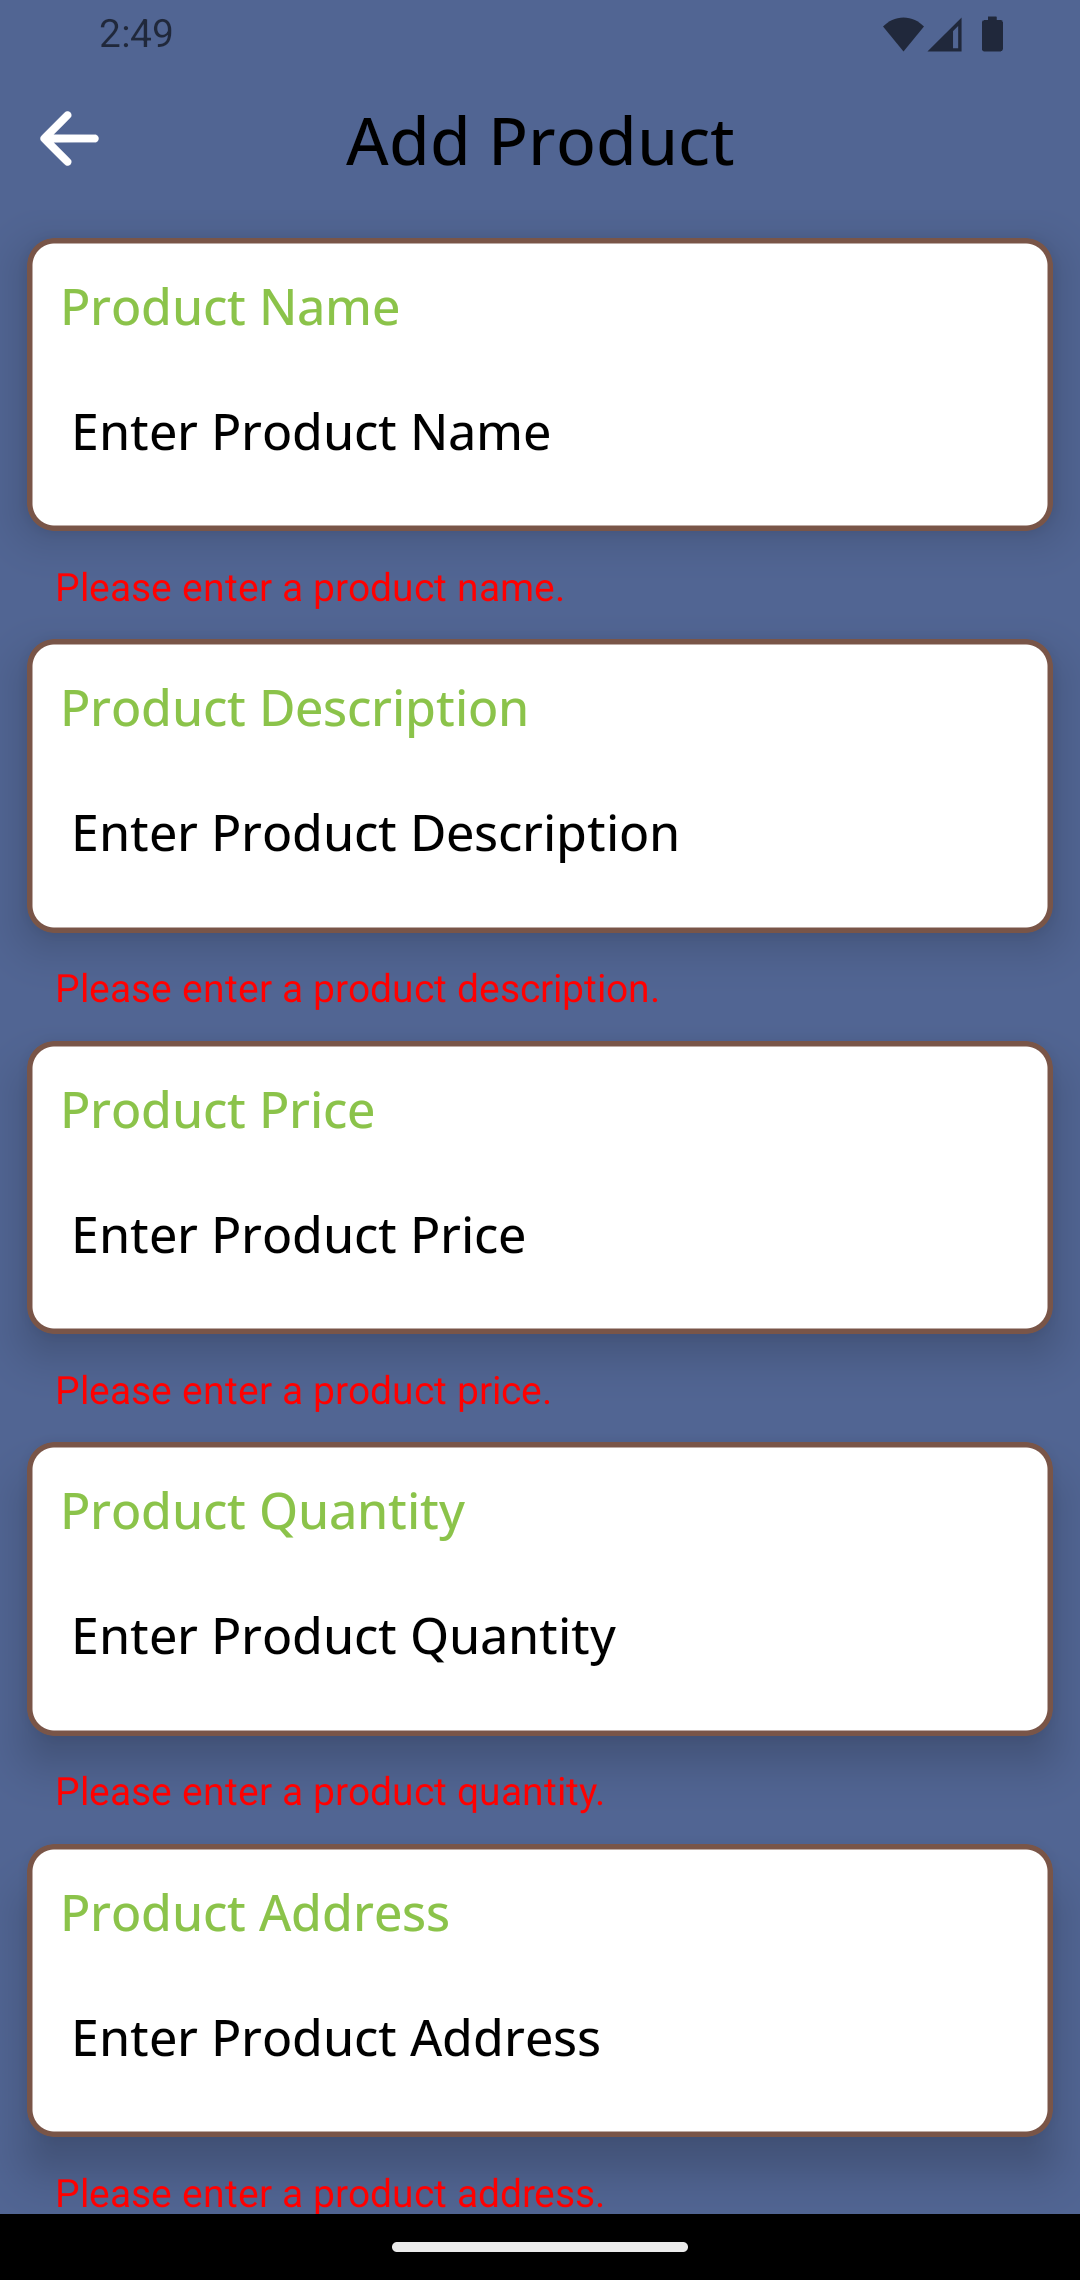 2:49
Add Product
Product Name
Enter Product Name
Please enter a product name.
Product Description
Enter Product Description
Please enter a product description.
Product Price
Enter Product Price
Please enter a product price.
Product Quantity
Enter Product Quantity
Please enter a product quantity.
Product Address
Enter Product Address
Please enter a product address.